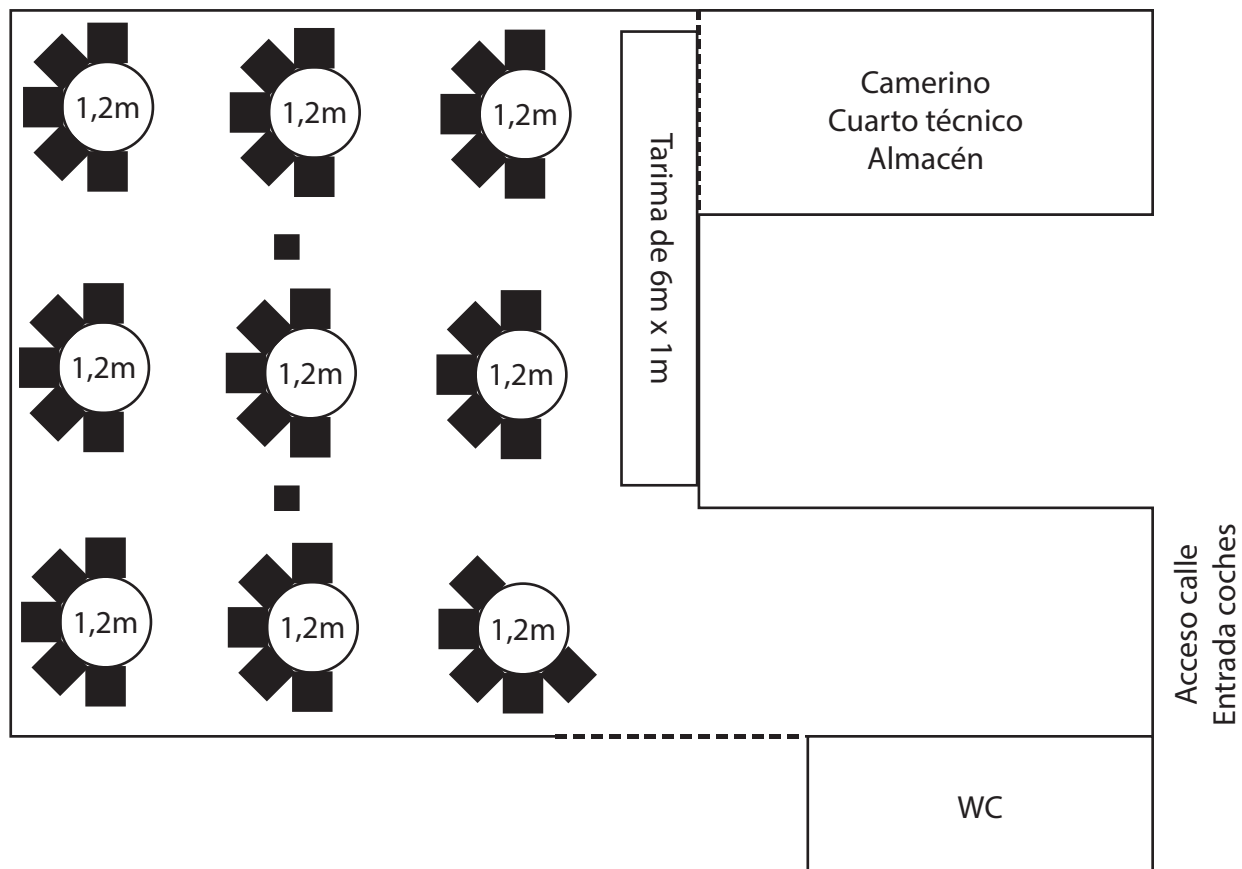 1,2m
1,2m
1,2m
Tarima de 6m x 1m
Camerino
Cuarto técnico
Almacén
1,2m
1,2m
1,2m
1,2m
1,2m
1,2m
Acceso calle
Entrada coches
WC